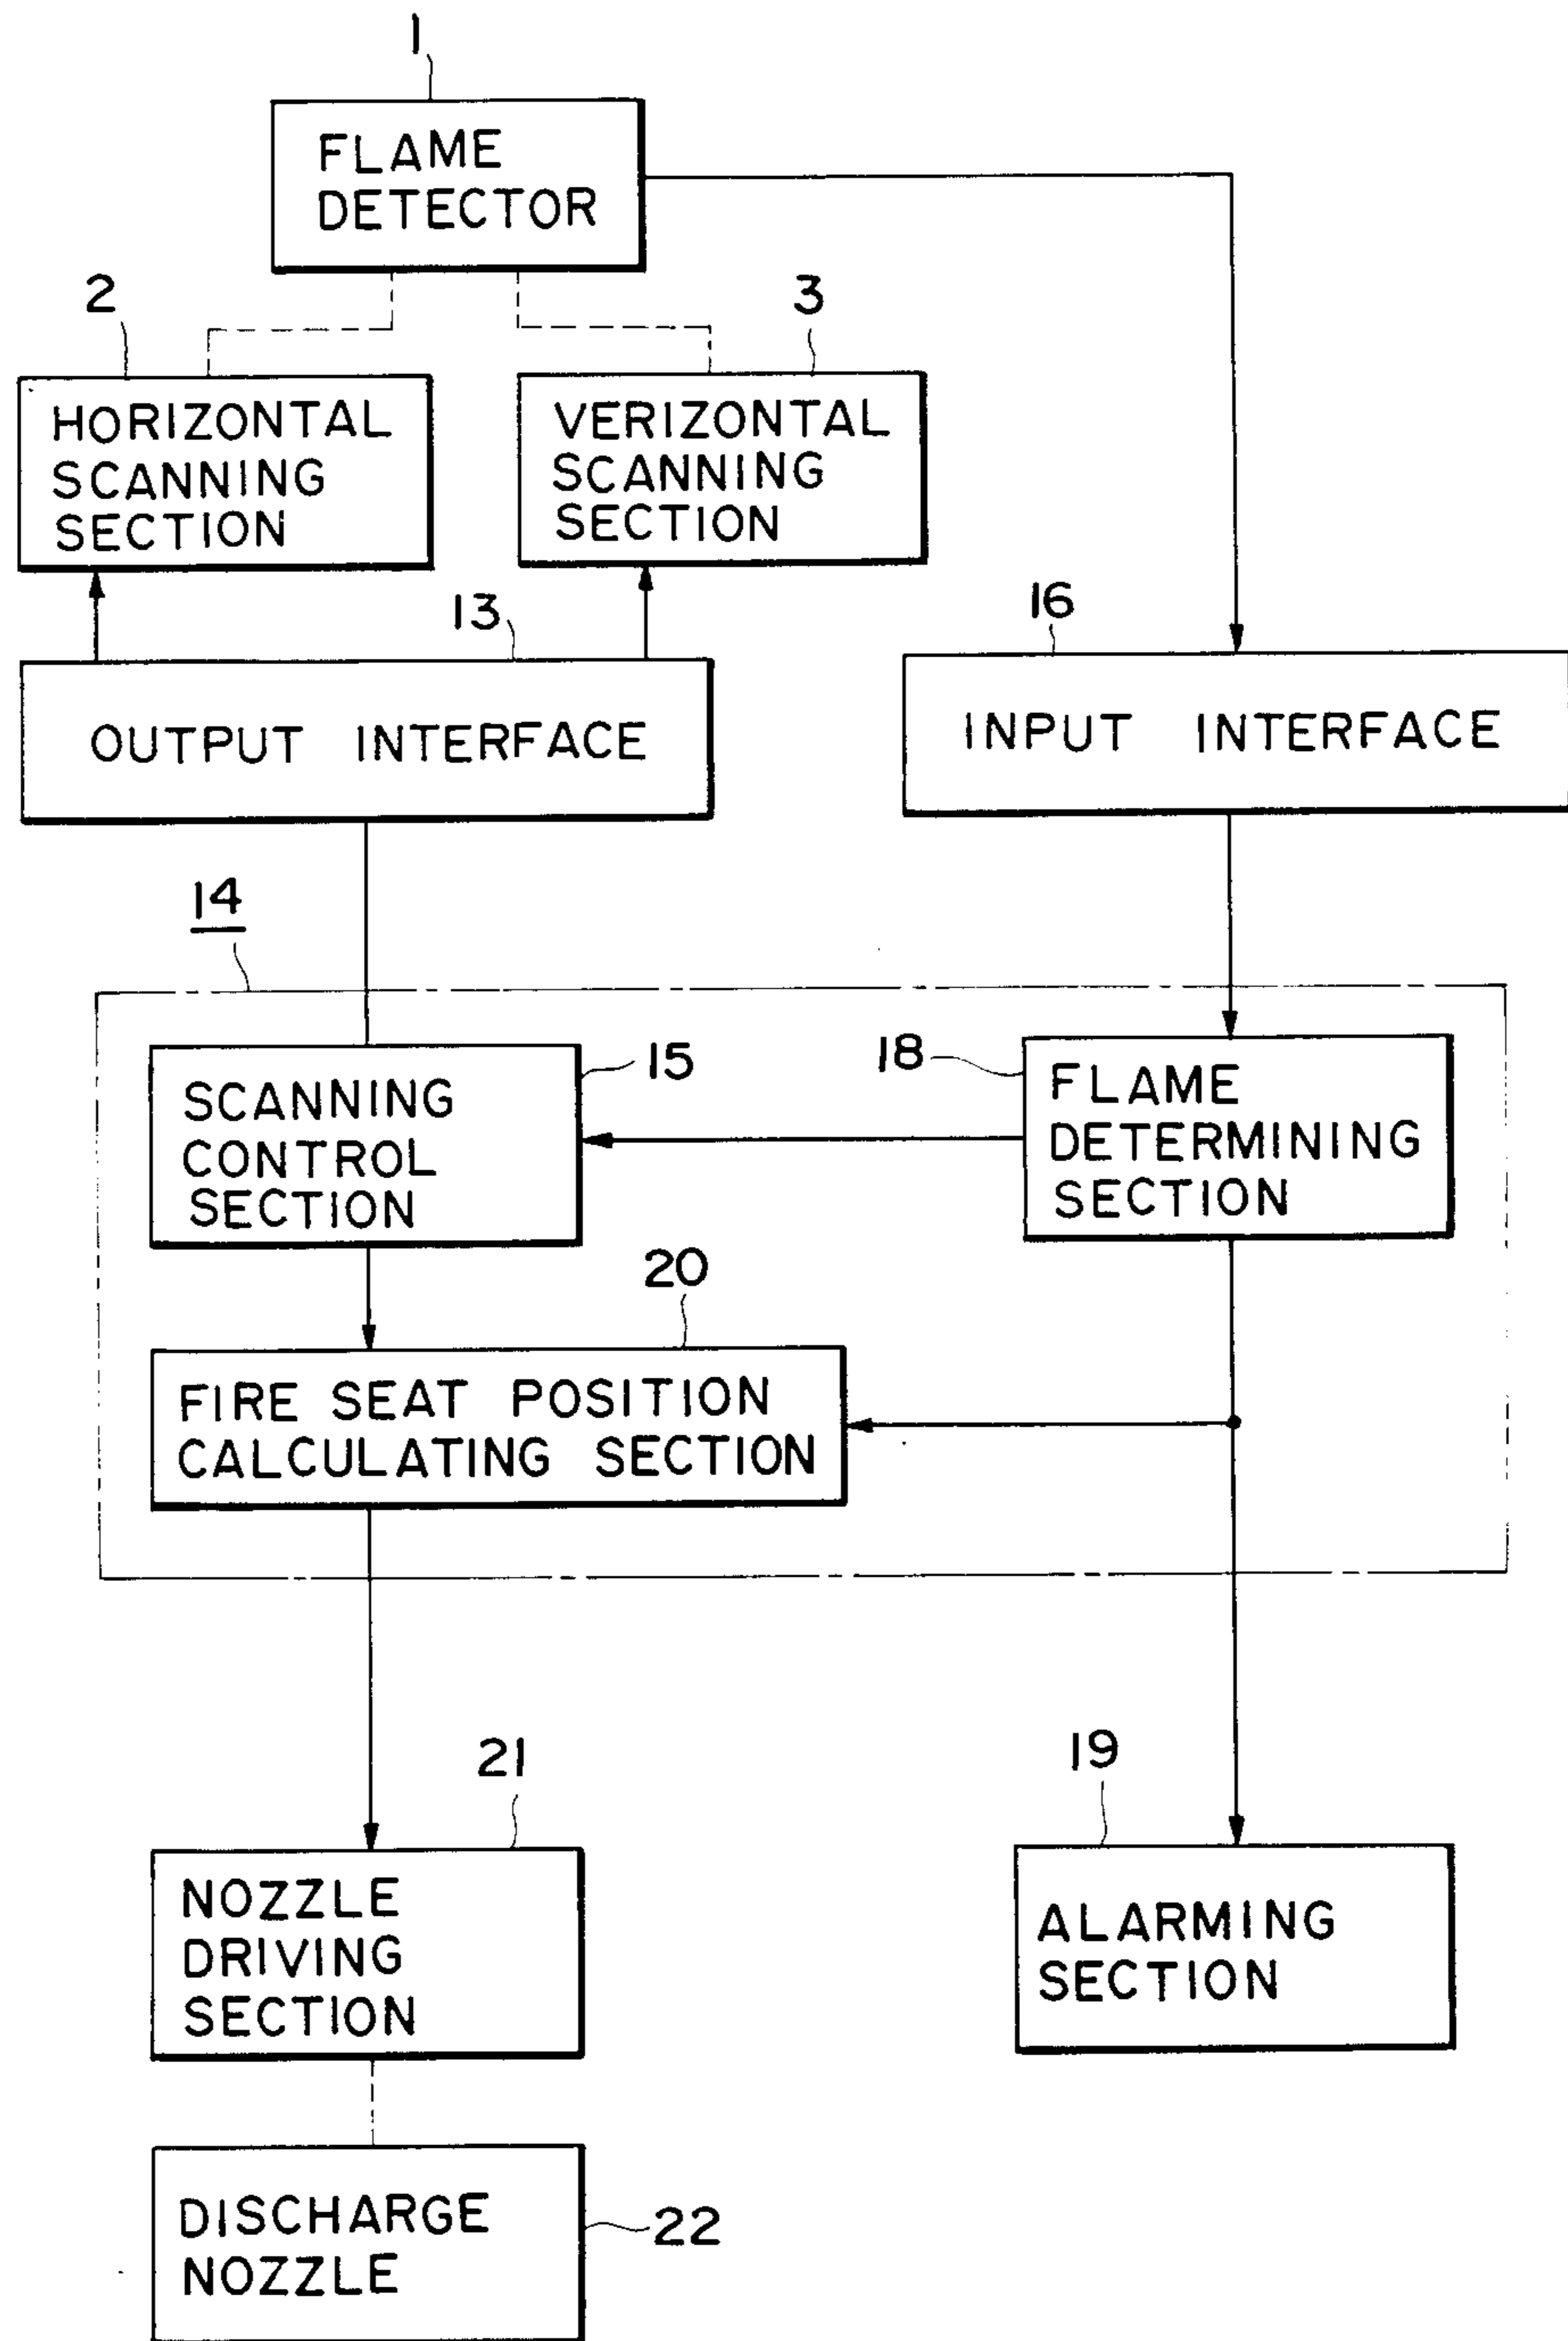 1
FLAME
DETECTOR
2
3
HORIZONTAL
SCANNING
SECTION
VERIZONTAL
SCANNING
SECTION
13
16
OUTPUT INTERFACE
INPUT INTERFACE
14
15
18
SCANNING
CONTROL
SECTION
FLAME
DETERMINING
SECTION
20
FIRE SEAT POSITION
CALCULATING SECTION
21
19
NOZZLE
DRIVING
SECTION
ALARMING
SECTION
DISCHARGE
NOZZLE
22